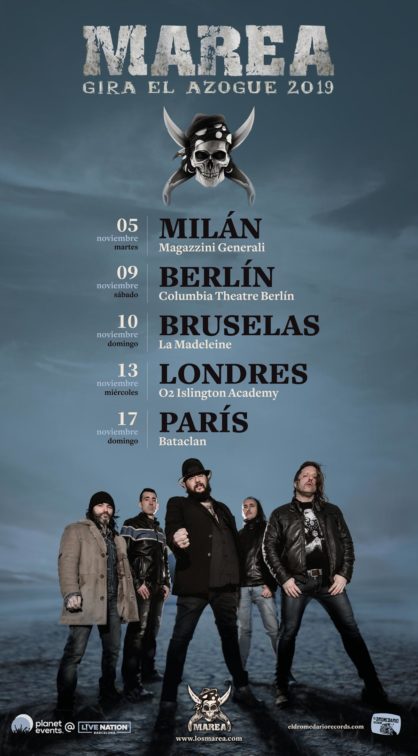 MAREA
GIRA EL AZOGUE 2019
05
noviembre
martes
MILÁN
Magazzini Generali
09
noviembre
sábado
BERLÍN
Columbia Theatre Berlín
10
noviembre
domingo
BRUSELAS
La Madeleine
13
noviembre
miércoles
LONDRES
O2 Islington Academy
17
noviembre
domingo
PARÍS
Bataclan
planet events
@
LIVE NATION
BARCELONA
MAREA
www.losmarea.com
eldromedariorecords.com